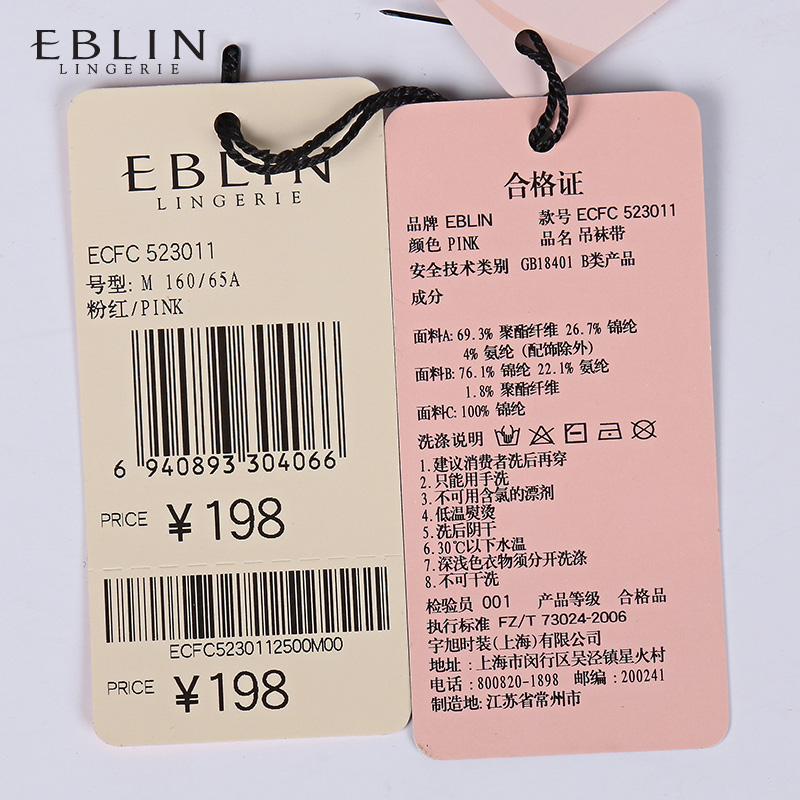 EBLIN
LINGERIE
EBLIN
LINGERIE
ECFC 523011
号型: M 160/65A
粉红/PINK
6 940893 304066
PRICE ¥198
ECFC5230112500M00
PRICE ¥198
合格证
品牌 EBLIN 款号 ECFC 523011
颜色 PINK 品名 吊袜带
安全技术类别 GB18401 B类产品
成分
面料A: 69.3% 聚酯纤维 26.7% 锦纶
4% 氨纶 (配饰除外)
面料B: 76.1% 锦纶 22.1% 氨纶
1.8% 聚酯纤维
面料C: 100% 锦纶
洗涤说明
1.建议消费者洗后再穿
2.只能用手洗
3.不可用含氯的漂剂
4.低温熨烫
5.洗后阴干
6.30℃以下水温
7.深浅色衣物须分开洗涤
8.不可干洗
检验员 001 产品等级 合格品
执行标准 FZ/T 73024-2006
宇旭时装(上海)有限公司
地址:上海市闵行区吴泾镇星火村
电话:800820-1898 邮编:200241
制造地:江苏省常州市